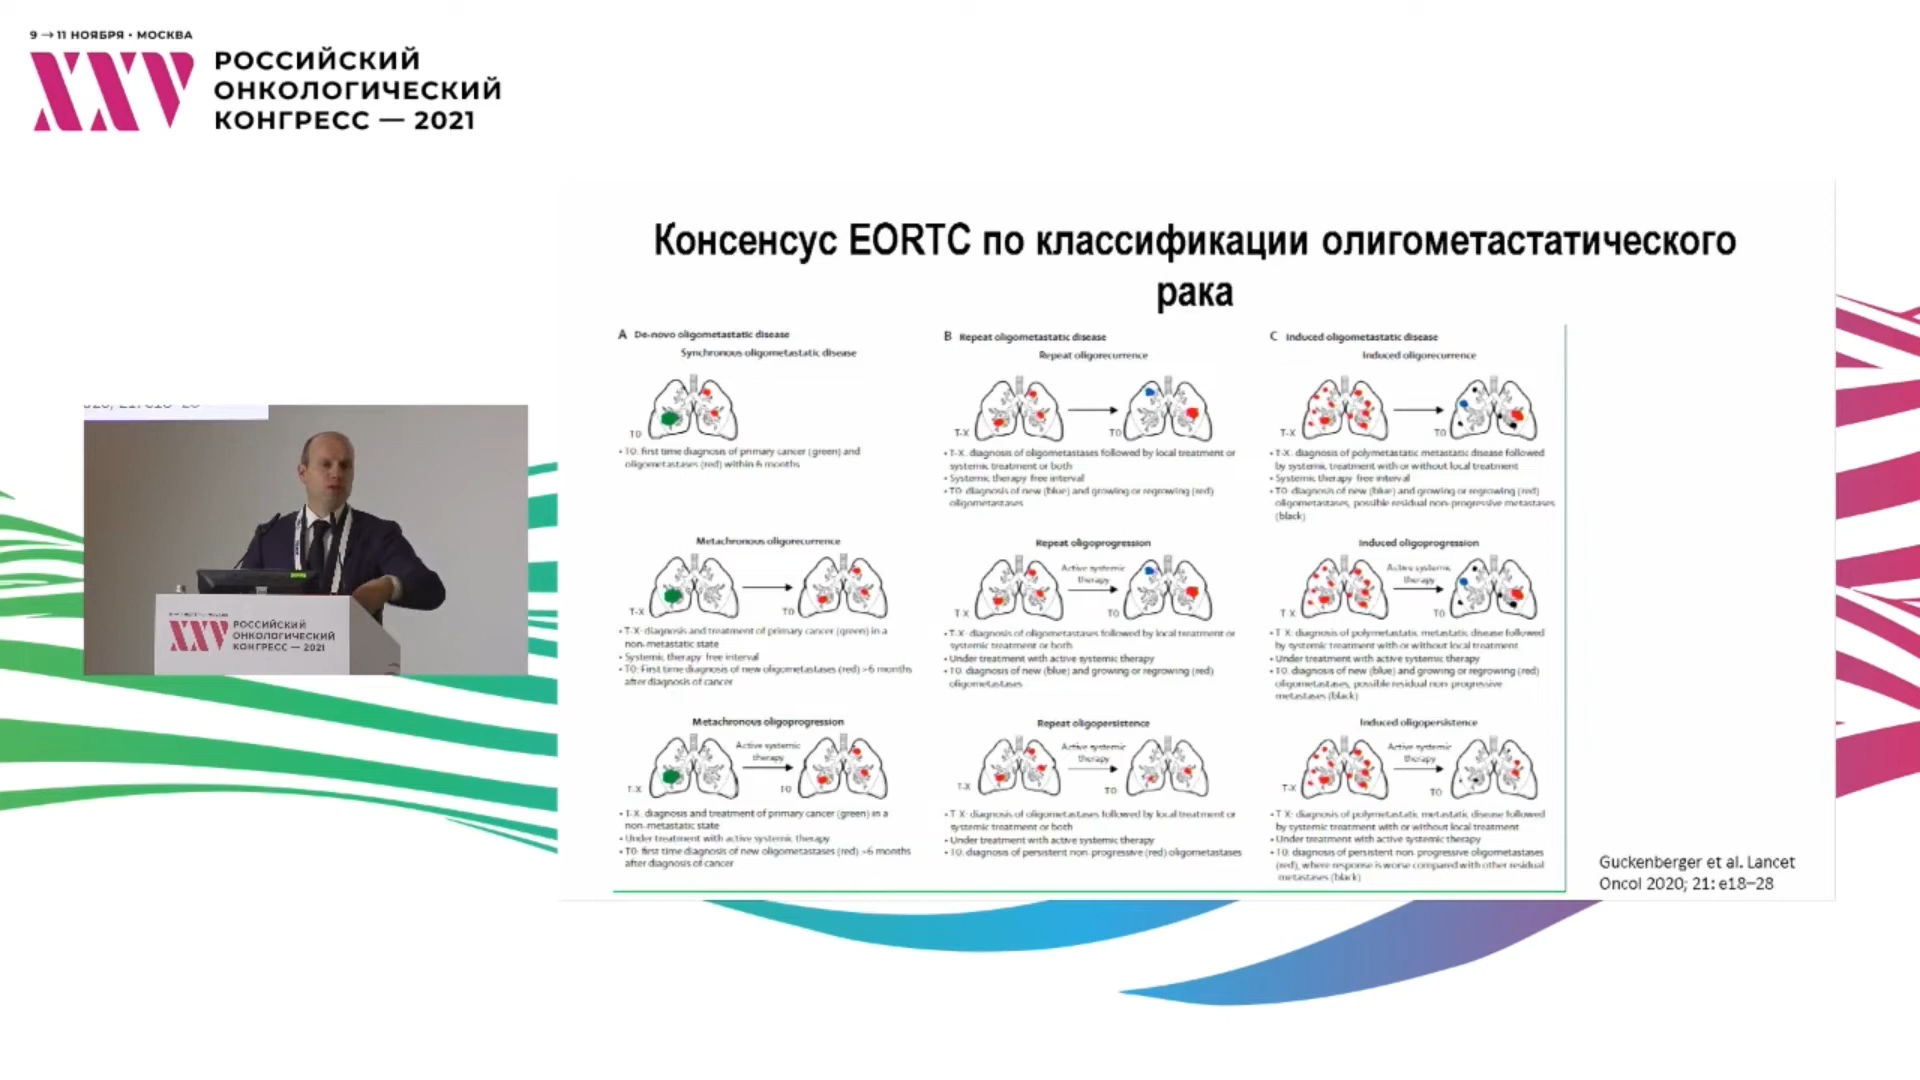 9 → 11 НОЯБРЯ • МОСКВА
XXV
РОССИЙСКИЙ
ОНКОЛОГИЧЕСКИЙ
КОНГРЕСС — 2021
Консенсус EORTC по классификации олигометастатического
рака
A De-novo oligometastatic disease
Synchronous oligometastatic disease
T0
• T0: first time diagnosis of primary cancer (green) and
oligometastases (red) within 6 months
Metachronous oligorecurrence
T-X
T0
• T-X: diagnosis and treatment of primary cancer (green) in a
non-metastatic state
• Systemic therapy free interval
• T0: First time diagnosis of new oligometastases (red) >6 months
after diagnosis of cancer
Metachronous oligoprogression
Active systemic
therapy
T-X
T0
• T-X: diagnosis and treatment of primary cancer (green) in a
non-metastatic state
• Under treatment with active systemic therapy
• T0: first time diagnosis of new oligometastases (red) >6 months
after diagnosis of cancer
B Repeat oligometastatic disease
Repeat oligorecurrence
T-X
T0
• T-X: diagnosis of oligometastases followed by local treatment or
systemic treatment or both
• Systemic therapy free interval
• T0: diagnosis of new (blue) and growing or regrowing (red)
oligometastases
Repeat oligoprogression
Active systemic
therapy
T-X
T0
• T-X: diagnosis of oligometastases followed by local treatment or
systemic treatment or both
• Under treatment with active systemic therapy
• T0: diagnosis of new (blue) and growing or regrowing (red)
oligometastases
Repeat oligopersistence
Active systemic
therapy
T-X
T0
• T-X: diagnosis of oligometastases followed by local treatment or
systemic treatment or both
• Under treatment with active systemic therapy
• T0: diagnosis of persistent non-progressive (red) oligometastases
C Induced oligometastatic disease
Induced oligorecurrence
T-X
T0
• T-X: diagnosis of polymetastatic metastatic disease followed
by systemic treatment with or without local treatment
• Systemic therapy free interval
• T0: diagnosis of new (blue) and growing or regrowing (red)
oligometastases, possible residual non-progressive metastases
(black)
Induced oligoprogression
Active systemic
therapy
T-X
T0
• T-X: diagnosis of polymetastatic metastatic disease followed
by systemic treatment with or without local treatment
• Under treatment with active systemic therapy
• T0: diagnosis of new (blue) and growing or regrowing (red)
oligometastases, possible residual non-progressive
metastases (black)
Induced oligopersistence
Active systemic
therapy
T-X
T0
• T-X: diagnosis of polymetastatic metastatic disease followed
by systemic treatment with or without local treatment
• Under treatment with active systemic therapy
• T0: diagnosis of persistent non-progressive oligometastases
(red), where response is worse compared with other residual
metastases (black)
Guckenberger et al. Lancet
Oncol 2020; 21: e18–28
XXV
РОССИЙСКИЙ
ОНКОЛОГИЧЕСКИЙ
КОНГРЕСС — 2021